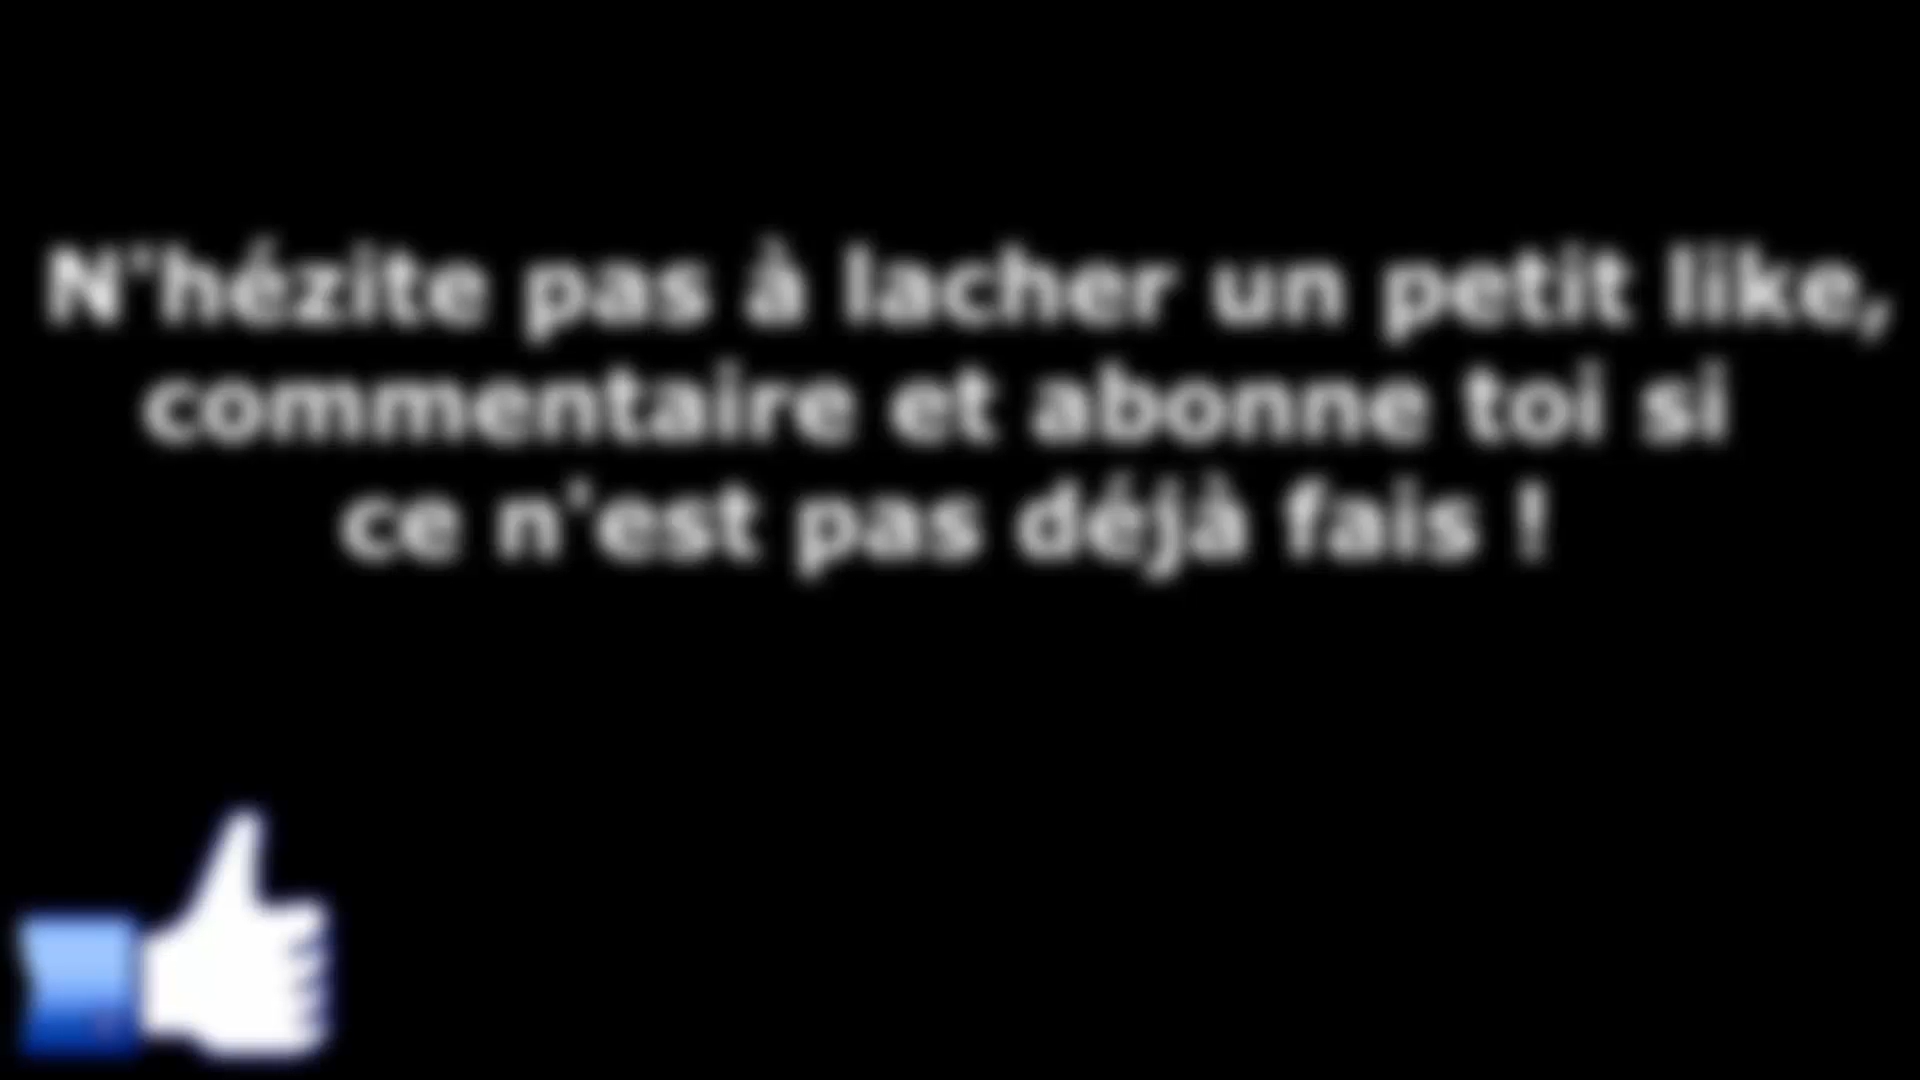 N'hézite pas à lacher un petit like,
commentaire et abonne toi si
ce n'est pas déjà fais !